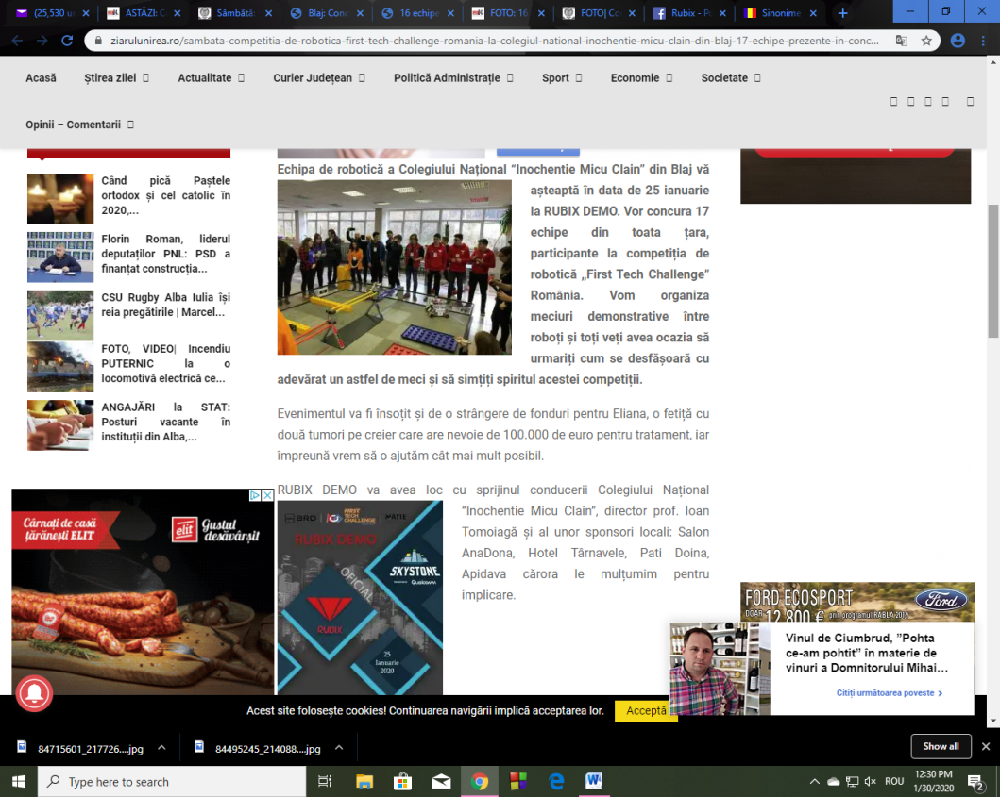 (25,530 u
ASTĂZI: C
Sâmbătă:
Blaj: Conc
16 echipe
FOTO: 16
FOTO| Co
Rubix - P
Sinonime
ziarulunirea.ro/sambata-competitia-de-robotica-first-tech-challenge-romania-la-colegiul-national-inochentie-micu-clain-din-blaj-17-echipe-prezente-in-conc...
Acasă Știrea zilei Actualitate Curier Județean Politică Administrație Sport Economie Societate
Opinii – Comentarii
Când pică Paștele
ortodox și cel catolic în
2020,...
Florin Roman, liderul
deputaților PNL: PSD a
finanțat construcția...
CSU Rugby Alba Iulia își
reia pregătirile | Marcel...
FOTO, VIDEO| Incendiu
PUTERNIC la o
locomotivă electrică ce...
ANGAJĂRI la STAT:
Posturi vacante în
instituții din Alba,...
Cârnați de casă
țărănești ELIT
elit
Gustul
desăvârșit
Echipa de robotică a Colegiului Național “Inochentie Micu Clain” din Blaj vă
așteaptă în data de 25 ianuarie
la RUBIX DEMO. Vor concura 17
echipe din toata țara,
participante la competiția de
robotică „First Tech Challenge”
România. Vom organiza
meciuri demonstrative între
roboți și toți veți avea ocazia să
urmariți cum se desfășoară cu
adevărat un astfel de meci și să simțiți spiritul acestei competiții.
Evenimentul va fi însoțit și de o strângere de fonduri pentru Eliana, o fetiță cu
două tumori pe creier care are nevoie de 100.000 de euro pentru tratament, iar
împreună vrem să o ajutăm cât mai mult posibil.
RUBIX DEMO va avea loc cu sprijinul conducerii Colegiului Național
”Inochentie Micu Clain”, director prof. Ioan
Tomoiagă și al unor sponsori locali: Salon
AnaDona, Hotel Târnavele, Pati Doina,
Apidava cărora le mulțumim pentru
implicare.
BRD
FIRST
TECH
CHALLENGE
RUBIX DEMO
OFICIAL
SKYSTONE
Qualcomm
RUBIX
25
Ianuarie
2020
FORD ECOSPORT
DOAR 12.800 € prin programul RABLA 2019
Ford
Vinul de Ciumbrud, ”Pohta
ce-am pohtit” în materie de
vinuri a Domnitorului Mihai...
Citiți următoarea poveste
Acest site folosește cookies! Continuarea navigării implică acceptarea lor.
Acceptă
84715601_217726....jpg
84495245_214088....jpg
Show all
Type here to search
ROU
12:30 PM
1/30/2020
2